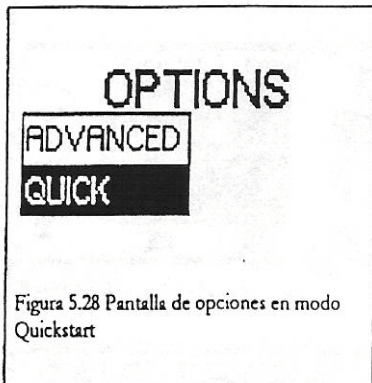 OPTIONS
ADVANCED
QUICK
Figura 5.28 Pantalla de opciones en modo
Quickstart